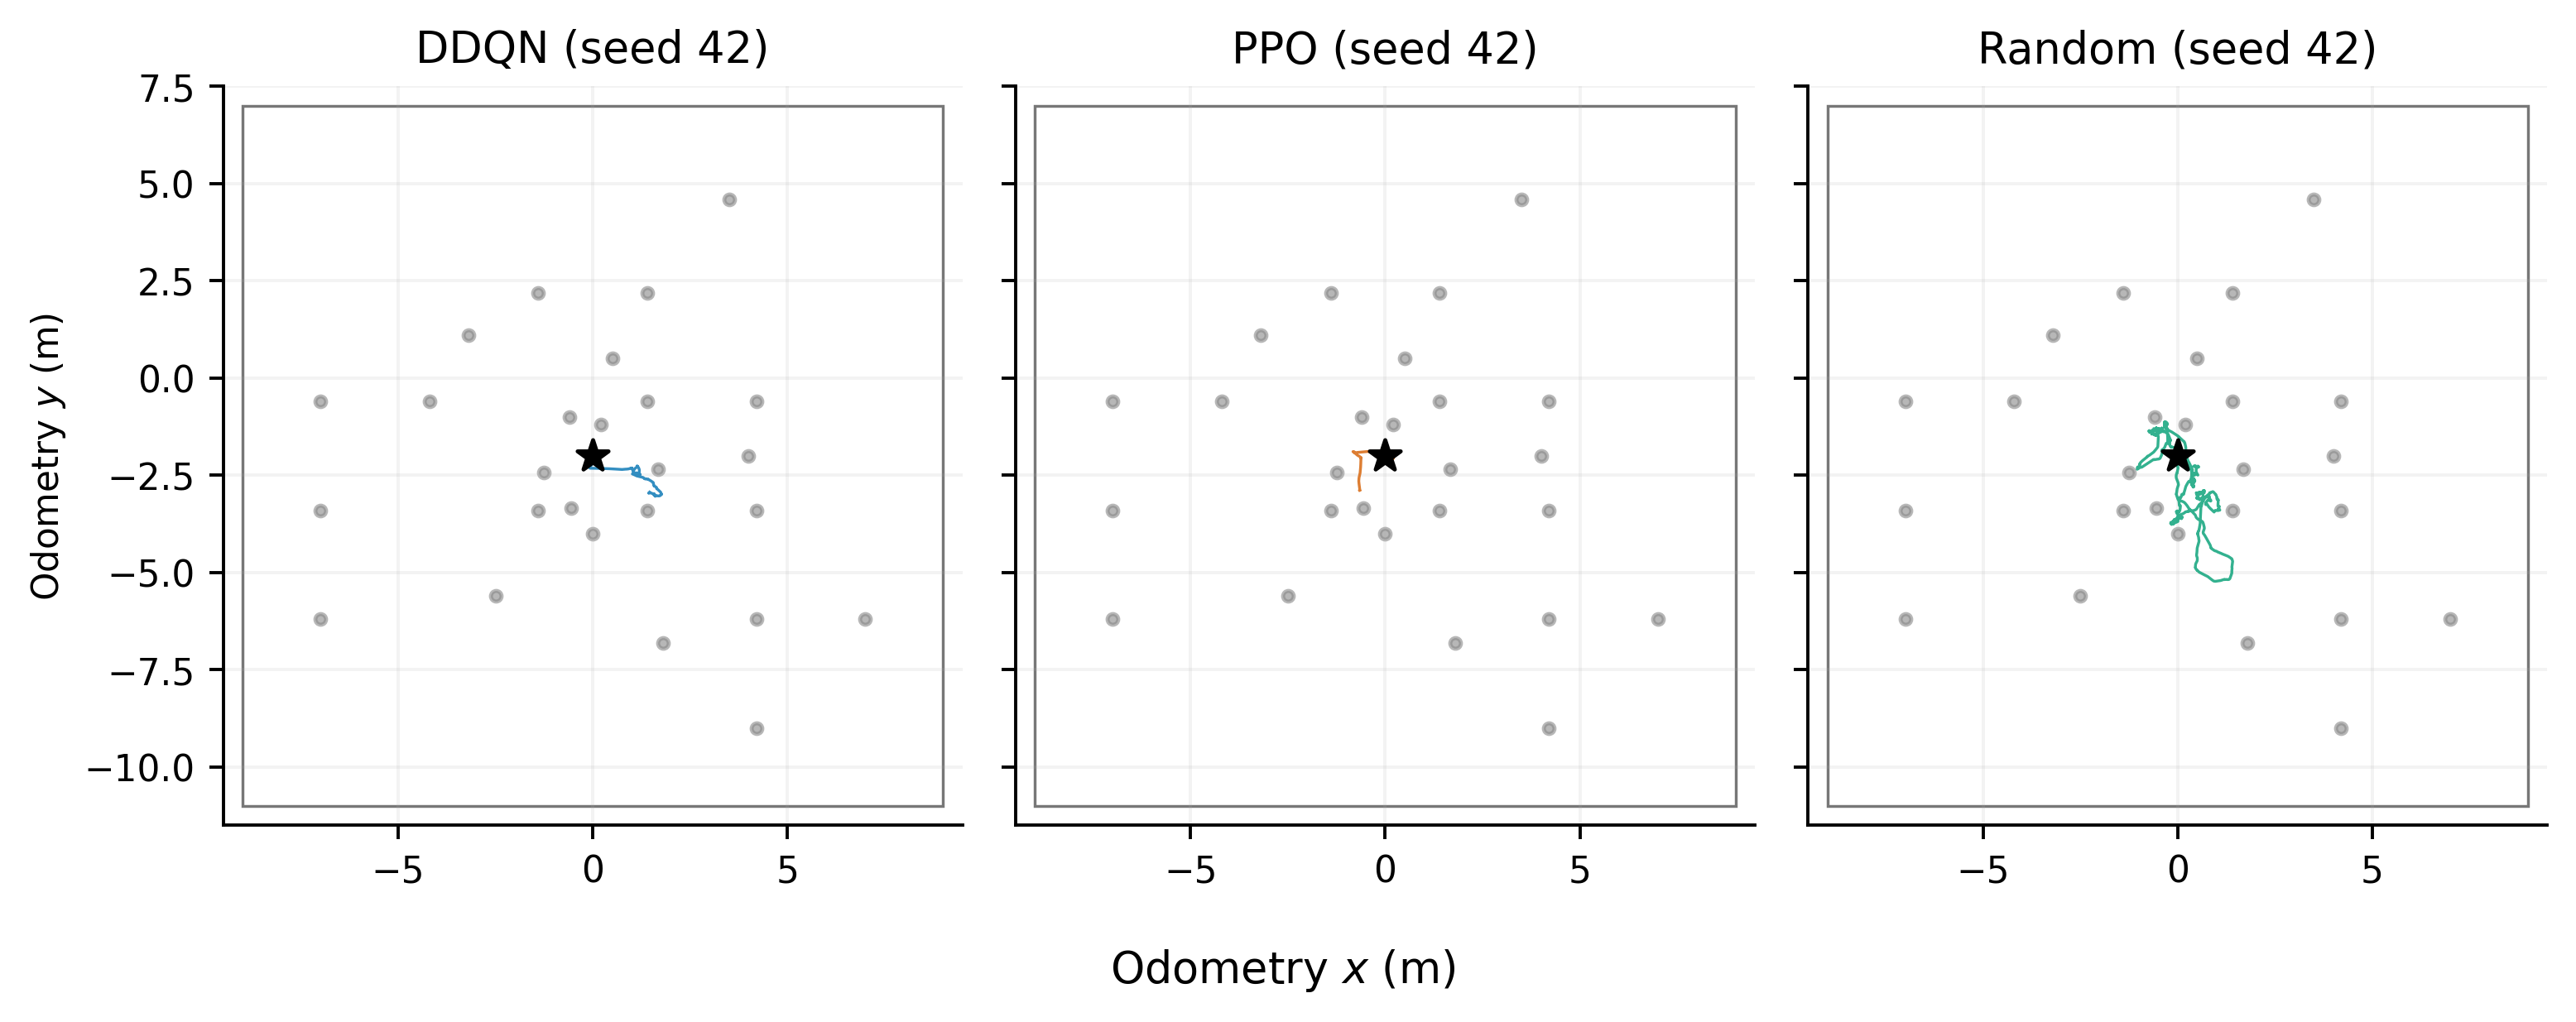 DDQN (seed 42)
PPO (seed 42)
Random (seed 42)
7.5
5.0
2.5
0.0
−2.5
−5.0
−7.5
−10.0
Odometry y (m)
−5 0 5
−5 0 5
−5 0 5
Odometry x (m)